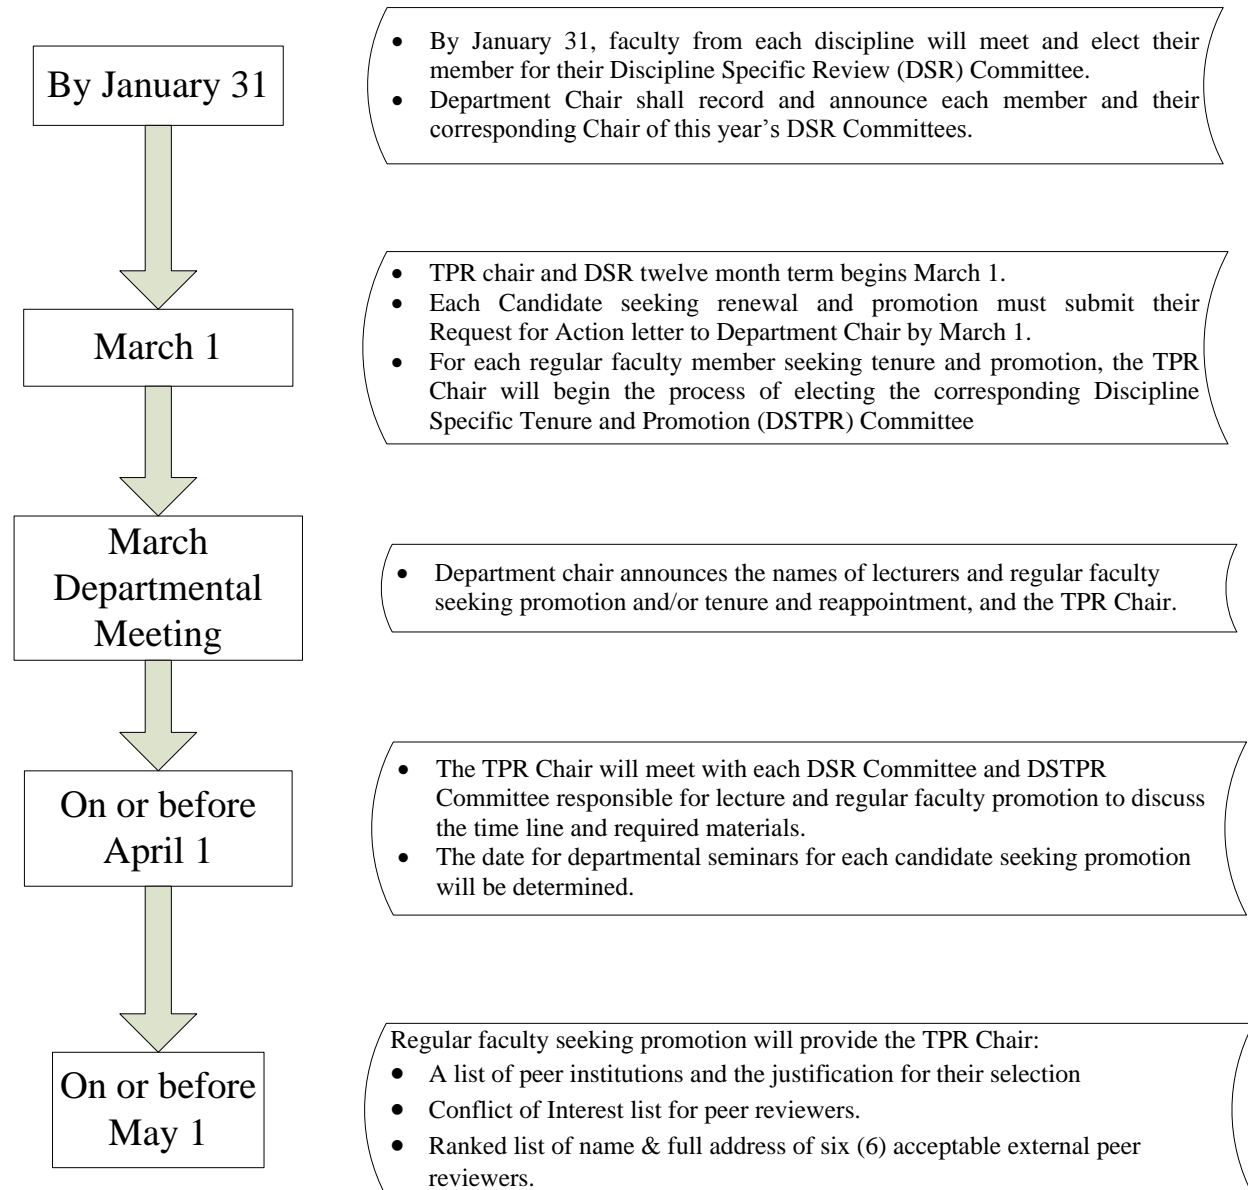 By January 31
• By January 31, faculty from each discipline will meet and elect their
member for their Discipline Specific Review (DSR) Committee.
• Department Chair shall record and announce each member and their
corresponding Chair of this year's DSR Committees.
March 1
• TPR chair and DSR twelve month term begins March 1.
• Each Candidate seeking renewal and promotion must submit their
Request for Action letter to Department Chair by March 1.
• For each regular faculty member seeking tenure and promotion, the TPR
Chair will begin the process of electing the corresponding Discipline
Specific Tenure and Promotion (DSTPR) Committee
March
Departmental
Meeting
• Department chair announces the names of lecturers and regular faculty
seeking promotion and/or tenure and reappointment, and the TPR Chair.
On or before
April 1
• The TPR Chair will meet with each DSR Committee and DSTPR
Committee responsible for lecture and regular faculty promotion to discuss
the time line and required materials.
• The date for departmental seminars for each candidate seeking promotion
will be determined.
On or before
May 1
Regular faculty seeking promotion will provide the TPR Chair:
• A list of peer institutions and the justification for their selection
• Conflict of Interest list for peer reviewers.
• Ranked list of name & full address of six (6) acceptable external peer
reviewers.